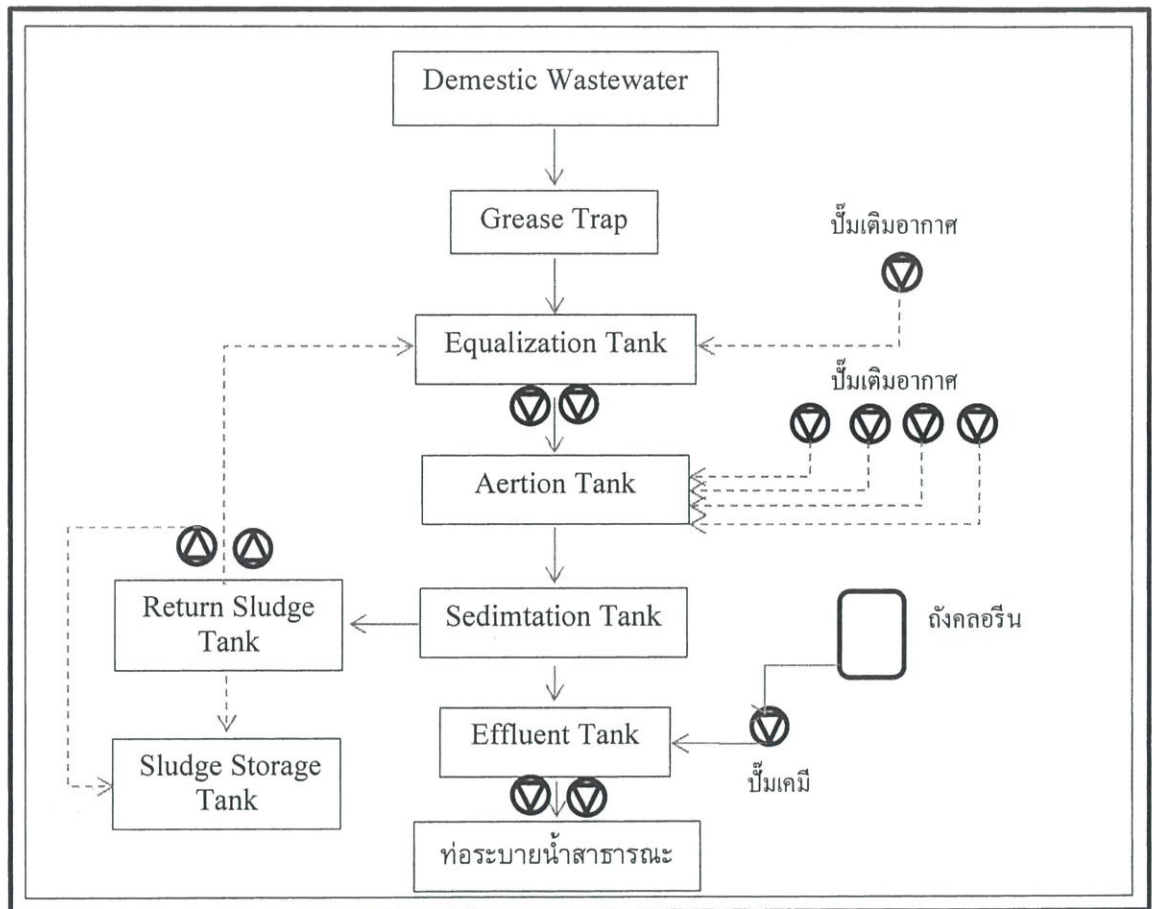 Demestic Wastewater
Grease Trap
ปั๊มเติมอากาศ
Equalization Tank
ปั๊มเติมอากาศ
Aertion Tank
Return Sludge
Tank
Sedimtation Tank
ถังคลอรีน
Effluent Tank
Sludge Storage
Tank
ปั๊มเคมี
ท่อระบายน้ำสาธารณะ